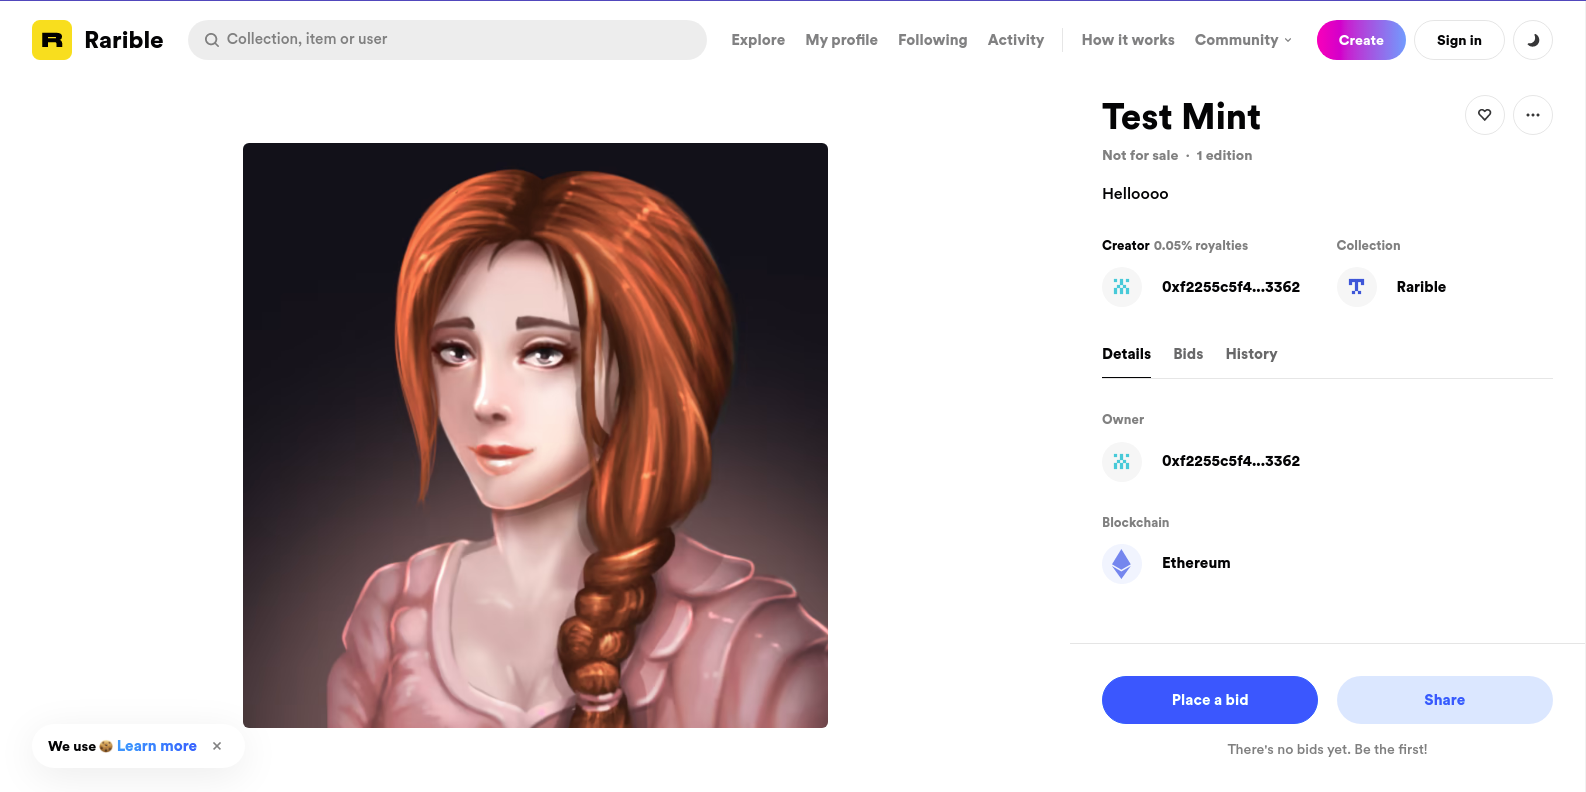 Rarible
Collection, item or user
Explore
My profile
Following
Activity
How it works
Community
Create
Sign in
Test Mint
Not for sale · 1 edition
Helloooo
Creator 0.05% royalties
Collection
0xf2255c5f4...3362
Rarible
Details
Bids
History
Owner
0xf2255c5f4...3362
Blockchain
Ethereum
Place a bid
Share
There's no bids yet. Be the first!
We use 🍪 Learn more